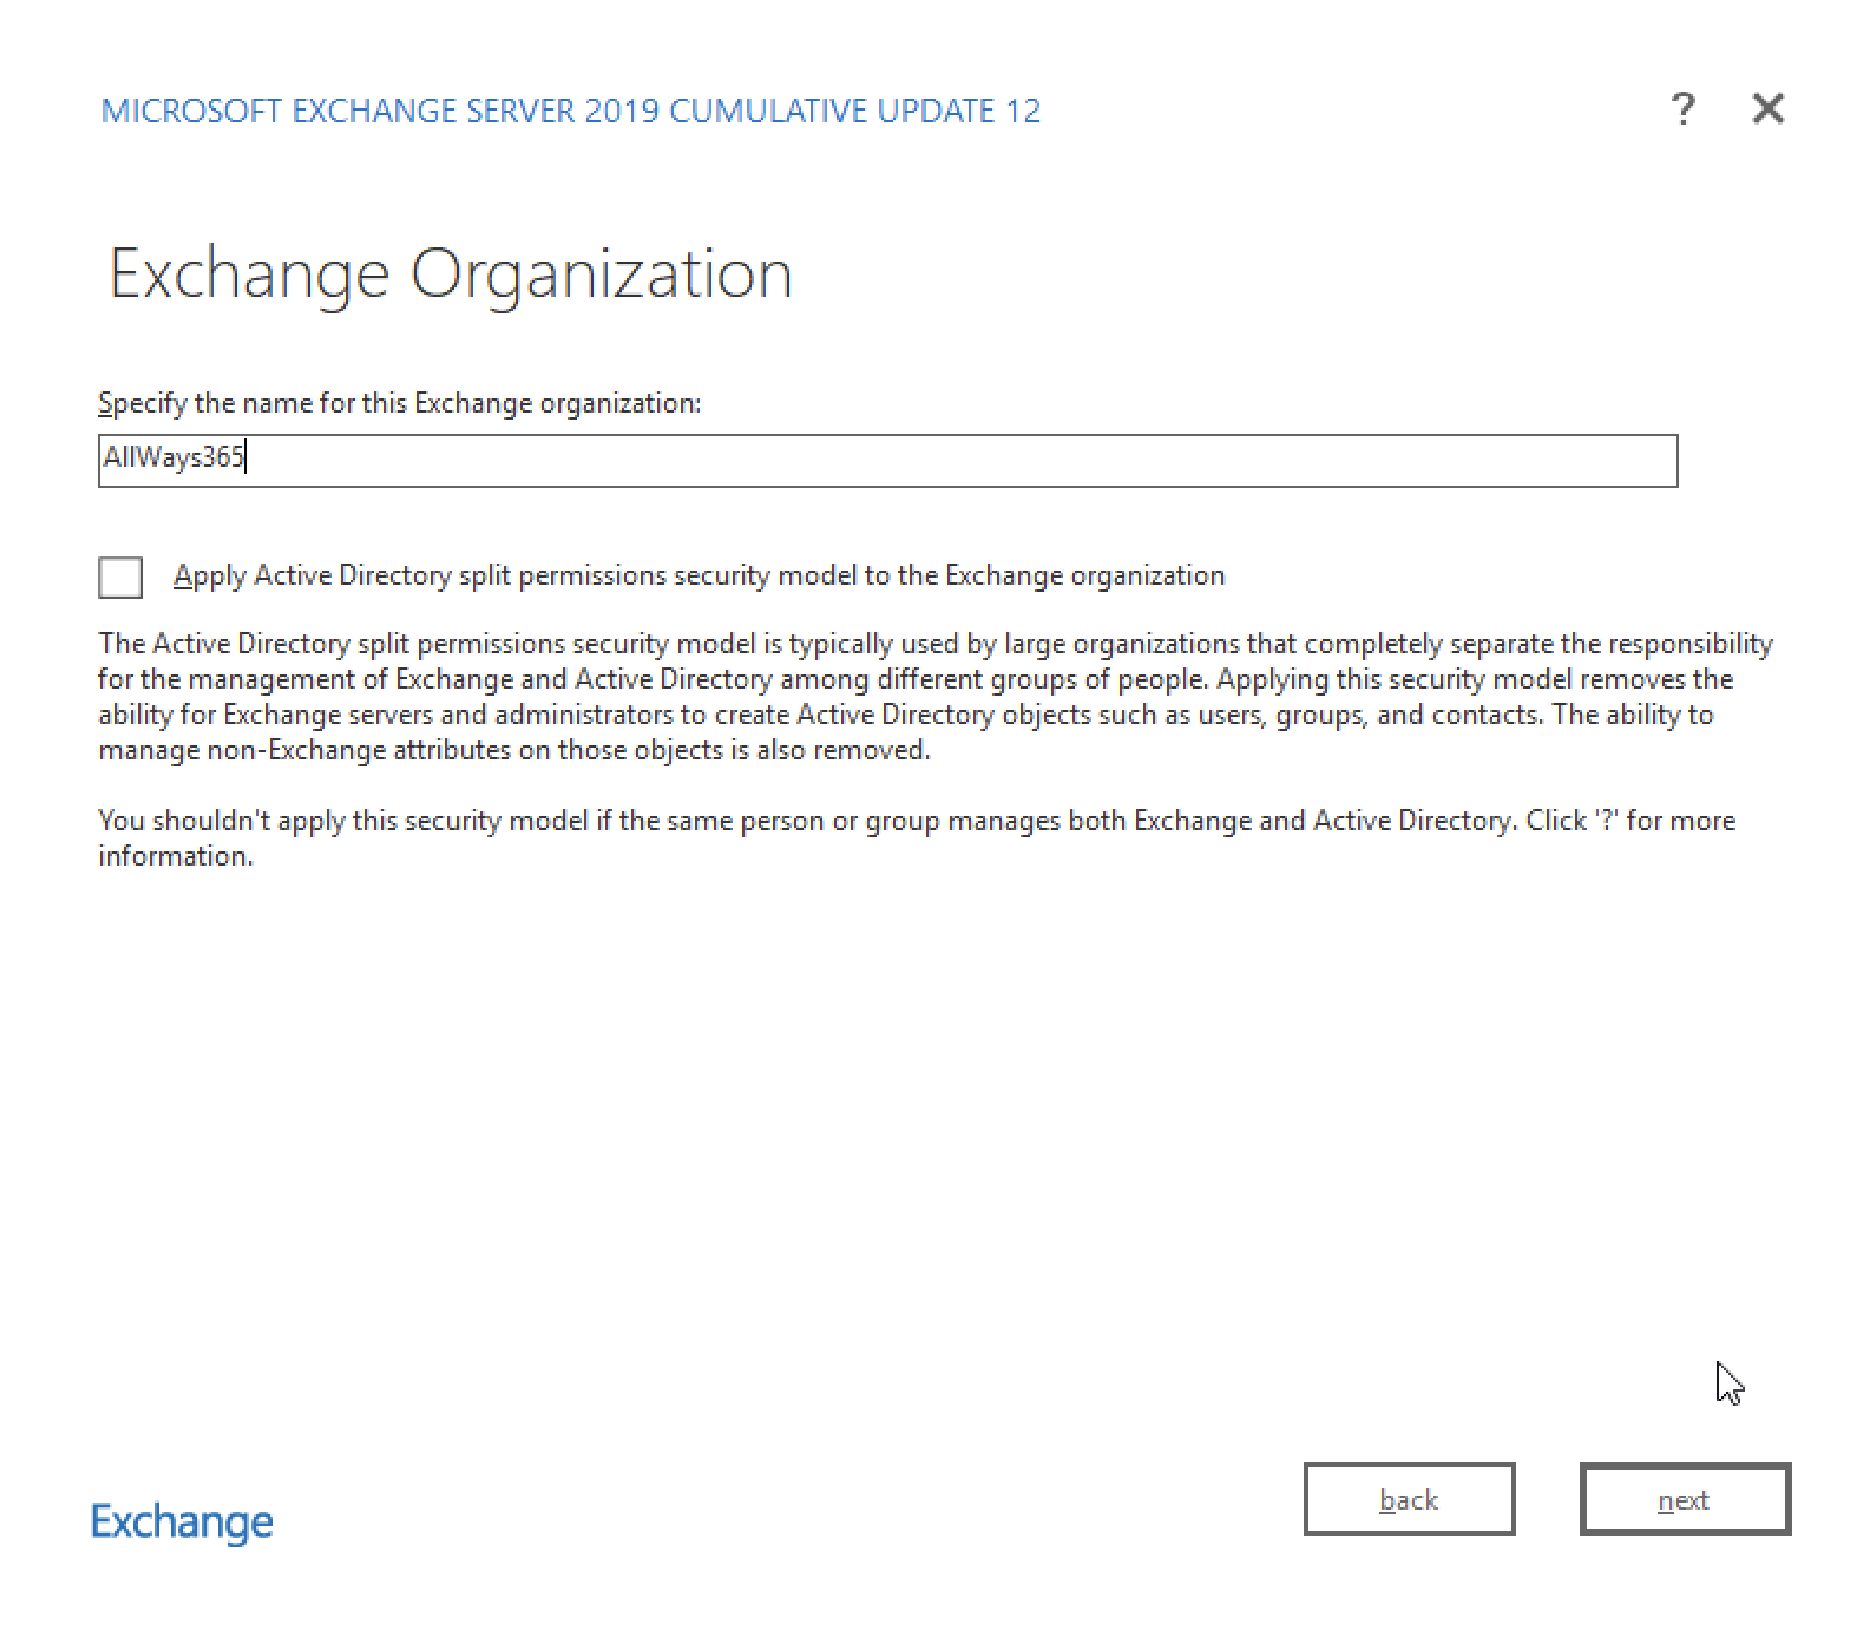 MICROSOFT EXCHANGE SERVER 2019 CUMULATIVE UPDATE 12
?
Exchange Organization
Specify the name for this Exchange organization:
AllWays365
Apply Active Directory split permissions security model to the Exchange organization
The Active Directory split permissions security model is typically used by large organizations that completely separate the responsibility
for the management of Exchange and Active Directory among different groups of people. Applying this security model removes the
ability for Exchange servers and administrators to create Active Directory objects such as users, groups, and contacts. The ability to
manage non-Exchange attributes on those objects is also removed.
You shouldn't apply this security model if the same person or group manages both Exchange and Active Directory. Click '?' for more
information.
Exchange
back
next